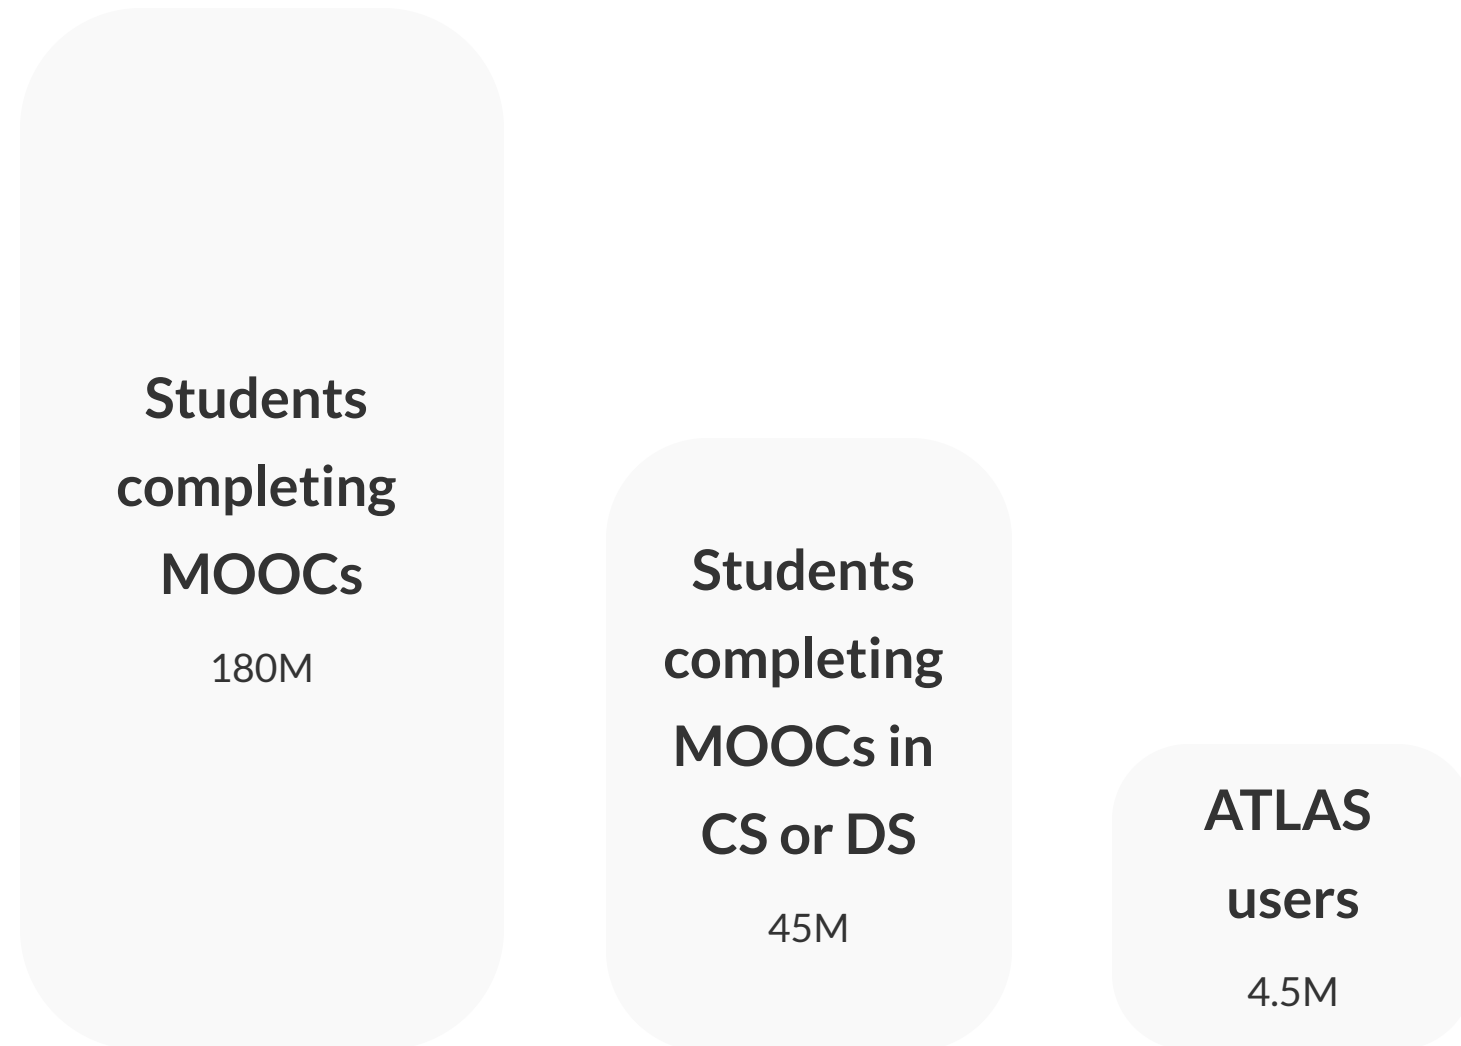 Students
completing
MOOCs
180M
Students
completing
MOOCs in
CS or DS
45M
ATLAS
users
4.5M